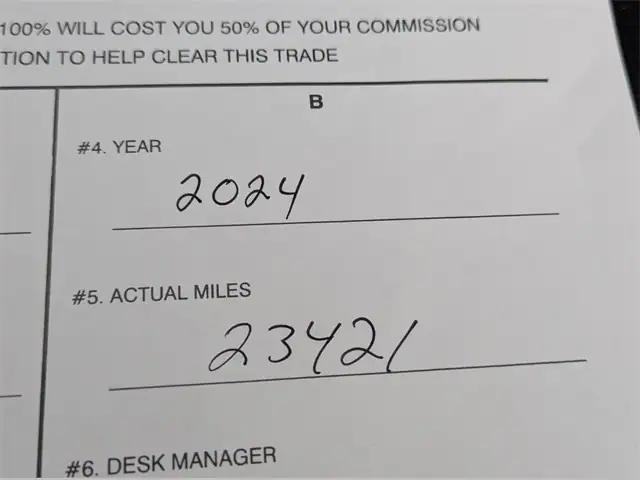 100% WILL COST YOU 50% OF YOUR COMMISSION
TION TO HELP CLEAR THIS TRADE
B
#4. YEAR
2024
#5. ACTUAL MILES
23421
#6. DESK MANAGER